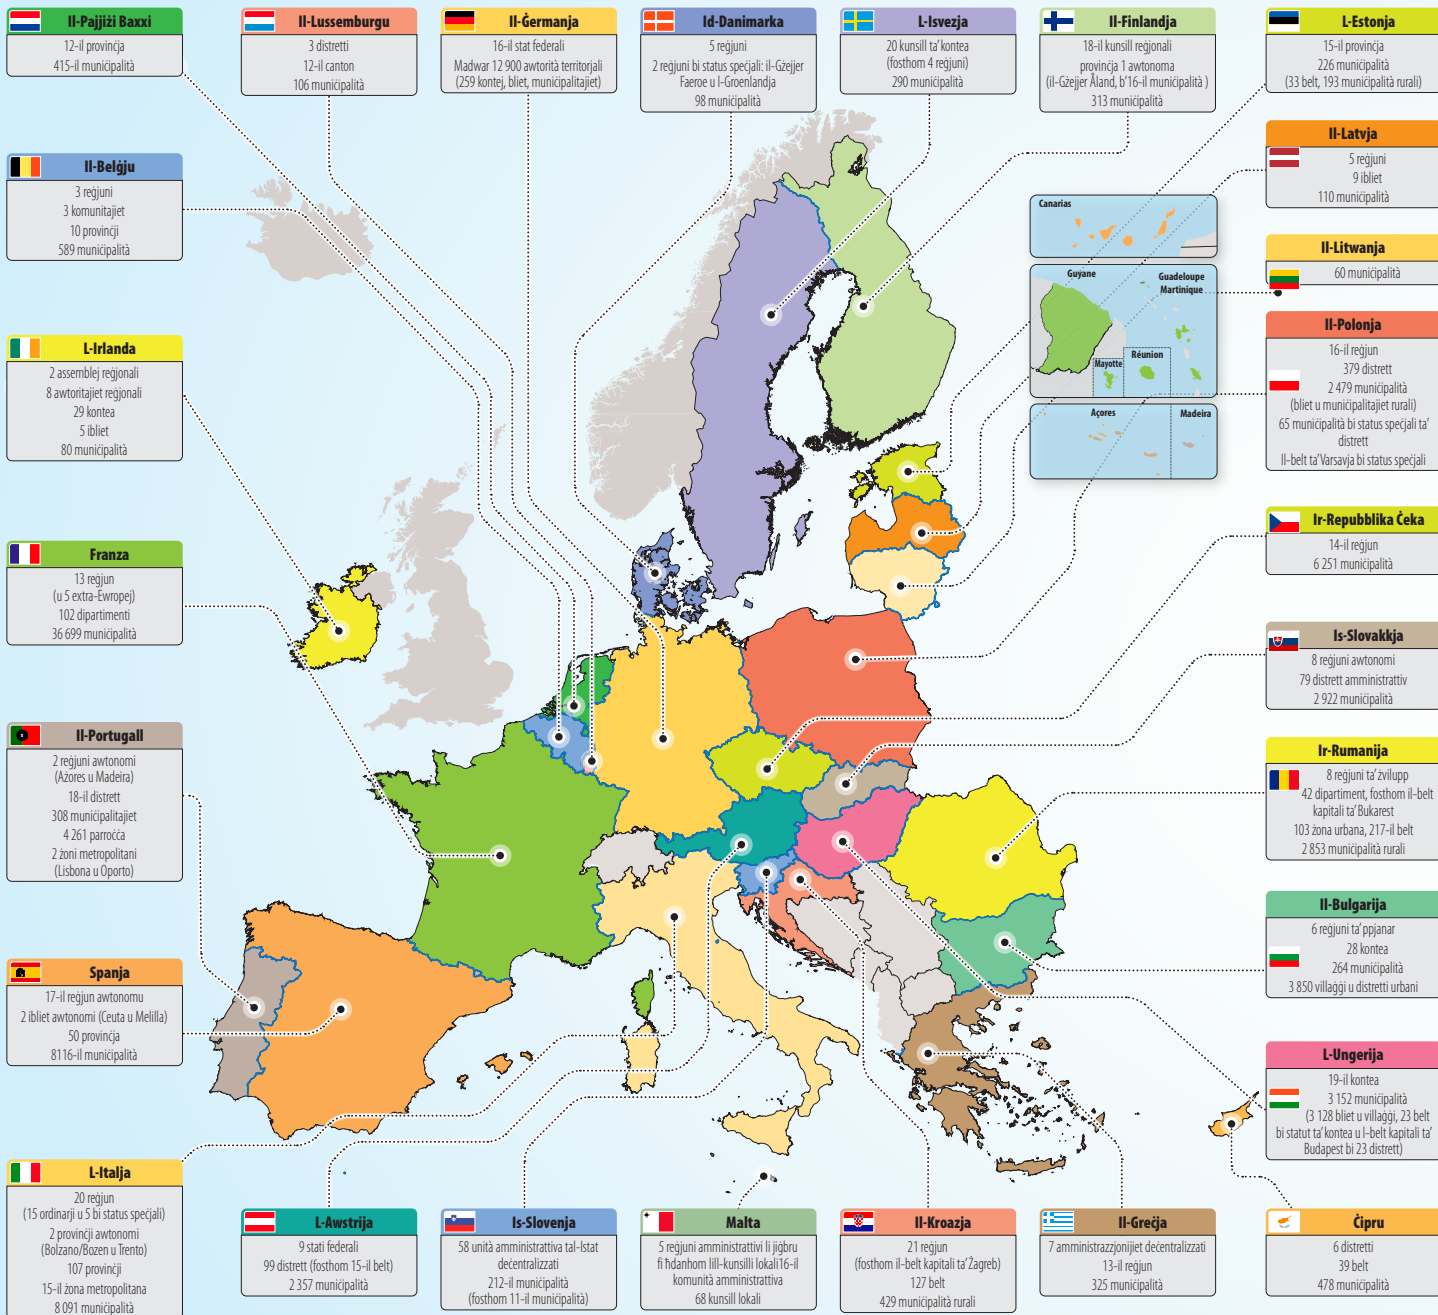 Il-Pajjiżi Baxxi
12-il provinċja
415-il muniċipalità
Il-Lussemburgu
3 distretti
12-il canton
106 muniċipalità
Il-Ġermanja
16-il stat federali
Madwar 12 900 awtorità territorjali
(259 kontej, bliet, muniċipalitajiet)
Id-Danimarka
5 reġjuni
2 reġjuni bi status speċjali: il-Gżejjer
Faeroe u l-Groenlandja
98 muniċipalità
L-Isvezja
20 kunsill ta' kontea
(fosthom 4 reġjuni)
290 muniċipalità
Il-Finlandja
18-il kunsill reġjonali
provinċja 1 awtonoma
(il-Gżejjer Åland, b'16-il muniċipalità )
313 muniċipalità
L-Estonja
15-il provinċja
226 muniċipalità
(33 belt, 193 muniċipalità rurali)
Il-Latvja
5 reġjuni
9 ibliet
110 muniċipalità
Il-Belġju
3 reġjuni
3 komunitajiet
10 provinċji
589 muniċipalità
Canarias
Guyane
Guadeloupe
Martinique
Mayotte
Réunion
Açores
Madeira
Il-Litwanja
60 muniċipalità
Il-Polonja
16-il reġjun
379 distrett
2 479 muniċipalità
(bliet u muniċipalitajiet rurali)
65 muniċipalità bi status speċjali ta'
distrett
Il-belt ta' Varsavja bi status speċjali
L-Irlanda
2 assemblej reġjonali
8 awtoritajiet reġjonali
29 kontea
5 ibliet
80 muniċipalità
Ir-Repubblika Ċeka
14-il reġjun
6 251 muniċipalità
Franza
13 reġjun
(u 5 extra-Ewropej)
102 dipartimenti
36 699 muniċipalità
Is-Slovakkja
8 reġjuni awtonomi
79 distrett amministrattiv
2 922 muniċipalità
Il-Portugall
2 reġjuni awtonomi
(Ażores u Madeira)
18-il distrett
308 muniċipalitajiet
4 261 parroċċa
2 żoni metropolitani
(Lisbona u Oporto)
Ir-Rumanija
8 reġjuni ta' żvilupp
42 dipartiment, fosthom il-belt
kapitali ta' Bukarest
103 żona urbana, 217-il belt
2 853 muniċipalità rurali
Il-Bulgarija
6 reġjuni ta' ppjanar
28 kontea
264 muniċipalità
3 850 villaġġi u distretti urbani
Spanja
17-il reġjun awtonomu
2 ibliet awtonomi (Ceuta u Melilla)
50 provinċja
8116-il muniċipalità
L-Ungerija
19-il kontea
3 152 muniċipalità
(3 128 bliet u villaġġi, 23 belt
bi statut ta' kontea u l-belt kapitali ta'
Budapest bi 23 distrett)
L-Italja
20 reġjun
(15 ordinarji u 5 bi status speċjali)
2 provinċji awtonomi
(Bolzano/Bozen u Trento)
107 provinċji
15-il żona metropolitana
8 091 muniċipalità
L-Awstrija
9 stati federali
99 distrett (fosthom 15-il belt)
2 357 muniċipalità
Is-Slovenja
58 unità amministrattiva tal-Istat
deċentralizzati
212-il muniċipalità
(fosthom 11-il muniċipalità)
Malta
5 reġjuni amministrattivi li jiġbru
fi ħdanhom lill-kunsilli lokali16-il
komunità amministrattiva
68 kunsill lokali
Il-Kroazja
21 reġjun
(fosthom il-belt kapitali ta' Żagreb)
127 belt
429 muniċipalità rurali
Il-Greċja
7 amministrazzjonijiet deċentralizzati
13-il reġjun
325 muniċipalità
Ċipru
6 distretti
39 belt
478 muniċipalità